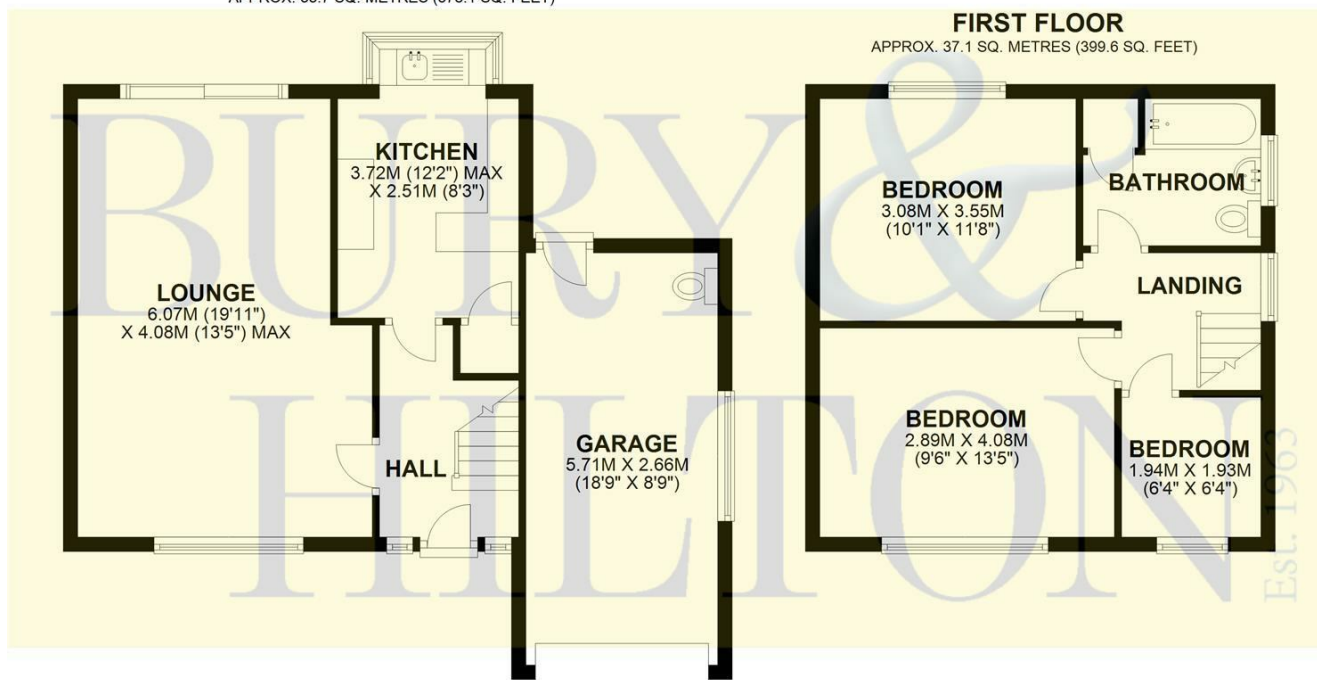 FIRST FLOOR
APPROX. 37.1 SQ. METRES (399.6 SQ. FEET)
KITCHEN
3.72M (12'2") MAX
X 2.51M (8'3")
LOUNGE
6.07M (19'11")
X 4.08M (13'5") MAX
HALL
GARAGE
5.71M X 2.66M
(18'9" X 8'9")
BEDROOM
3.08M X 3.55M
(10'1" X 11'8")
BATHROOM
LANDING
BEDROOM
2.89M X 4.08M
(9'6" X 13'5")
BEDROOM
1.94M X 1.93M
(6'4" X 6'4")
BURY &
HILTON
Est. 1963